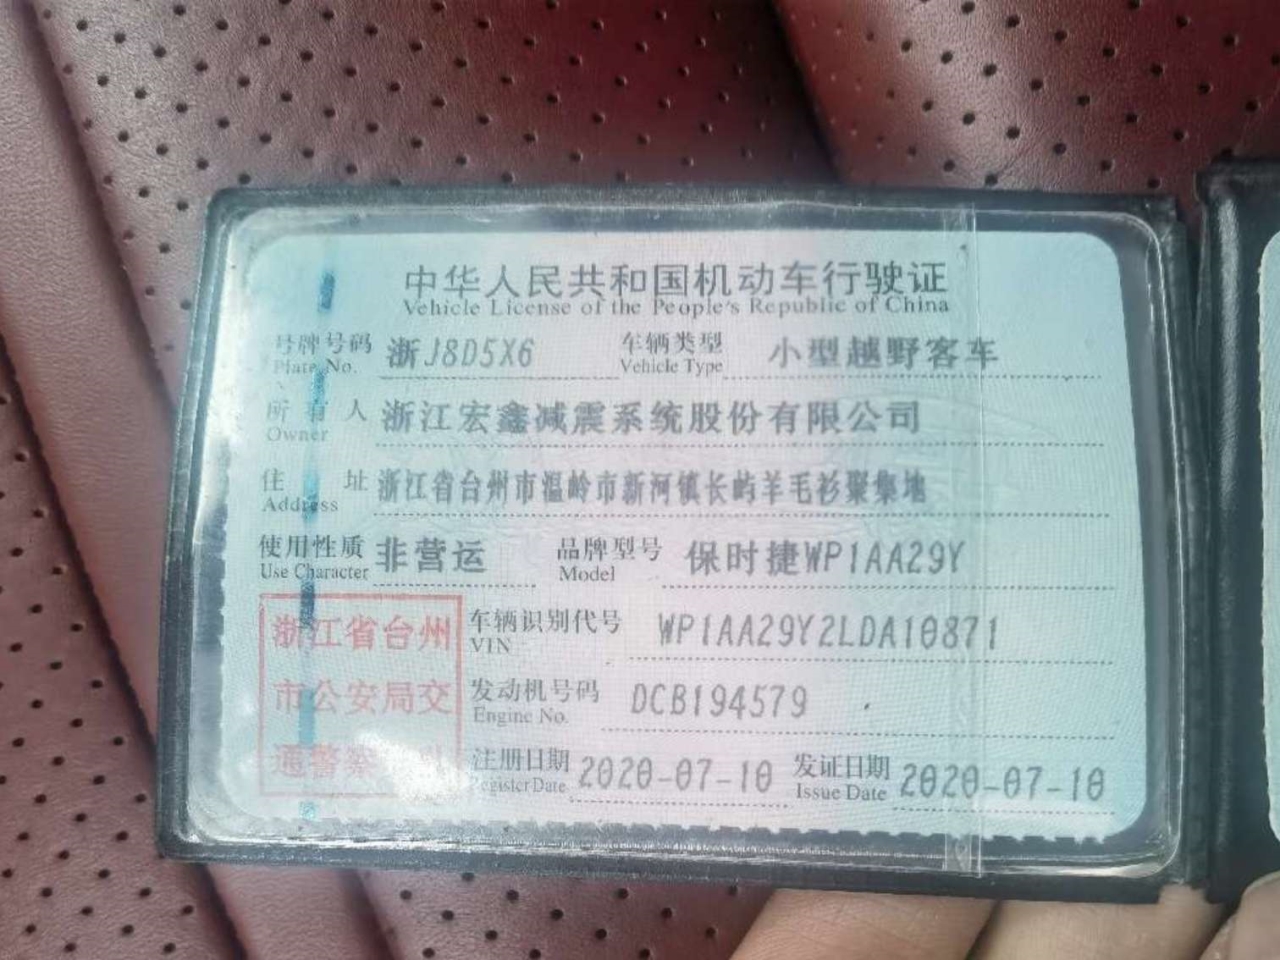 中华人民共和国机动车行驶证
Vehicle License of the People's Republic of China
号牌号码 浙J8D5X6 车辆类型 小型越野客车
Plate No. Vehicle Type
所有人 浙江宏鑫减震系统股份有限公司
Owner
住址 浙江省台州市温岭市新河镇长屿羊毛衫聚集地
Address
使用性质 非营运 品牌型号 保时捷WP1AA29Y
Use Character Model
浙江省台州 车辆识别代号 WP1AA29Y2LDA10871
VIN
市公安局交 发动机号码 DCB194579
Engine No.
通警察 注册日期 2020-07-10 发证日期 2020-07-10
Register Date Issue Date